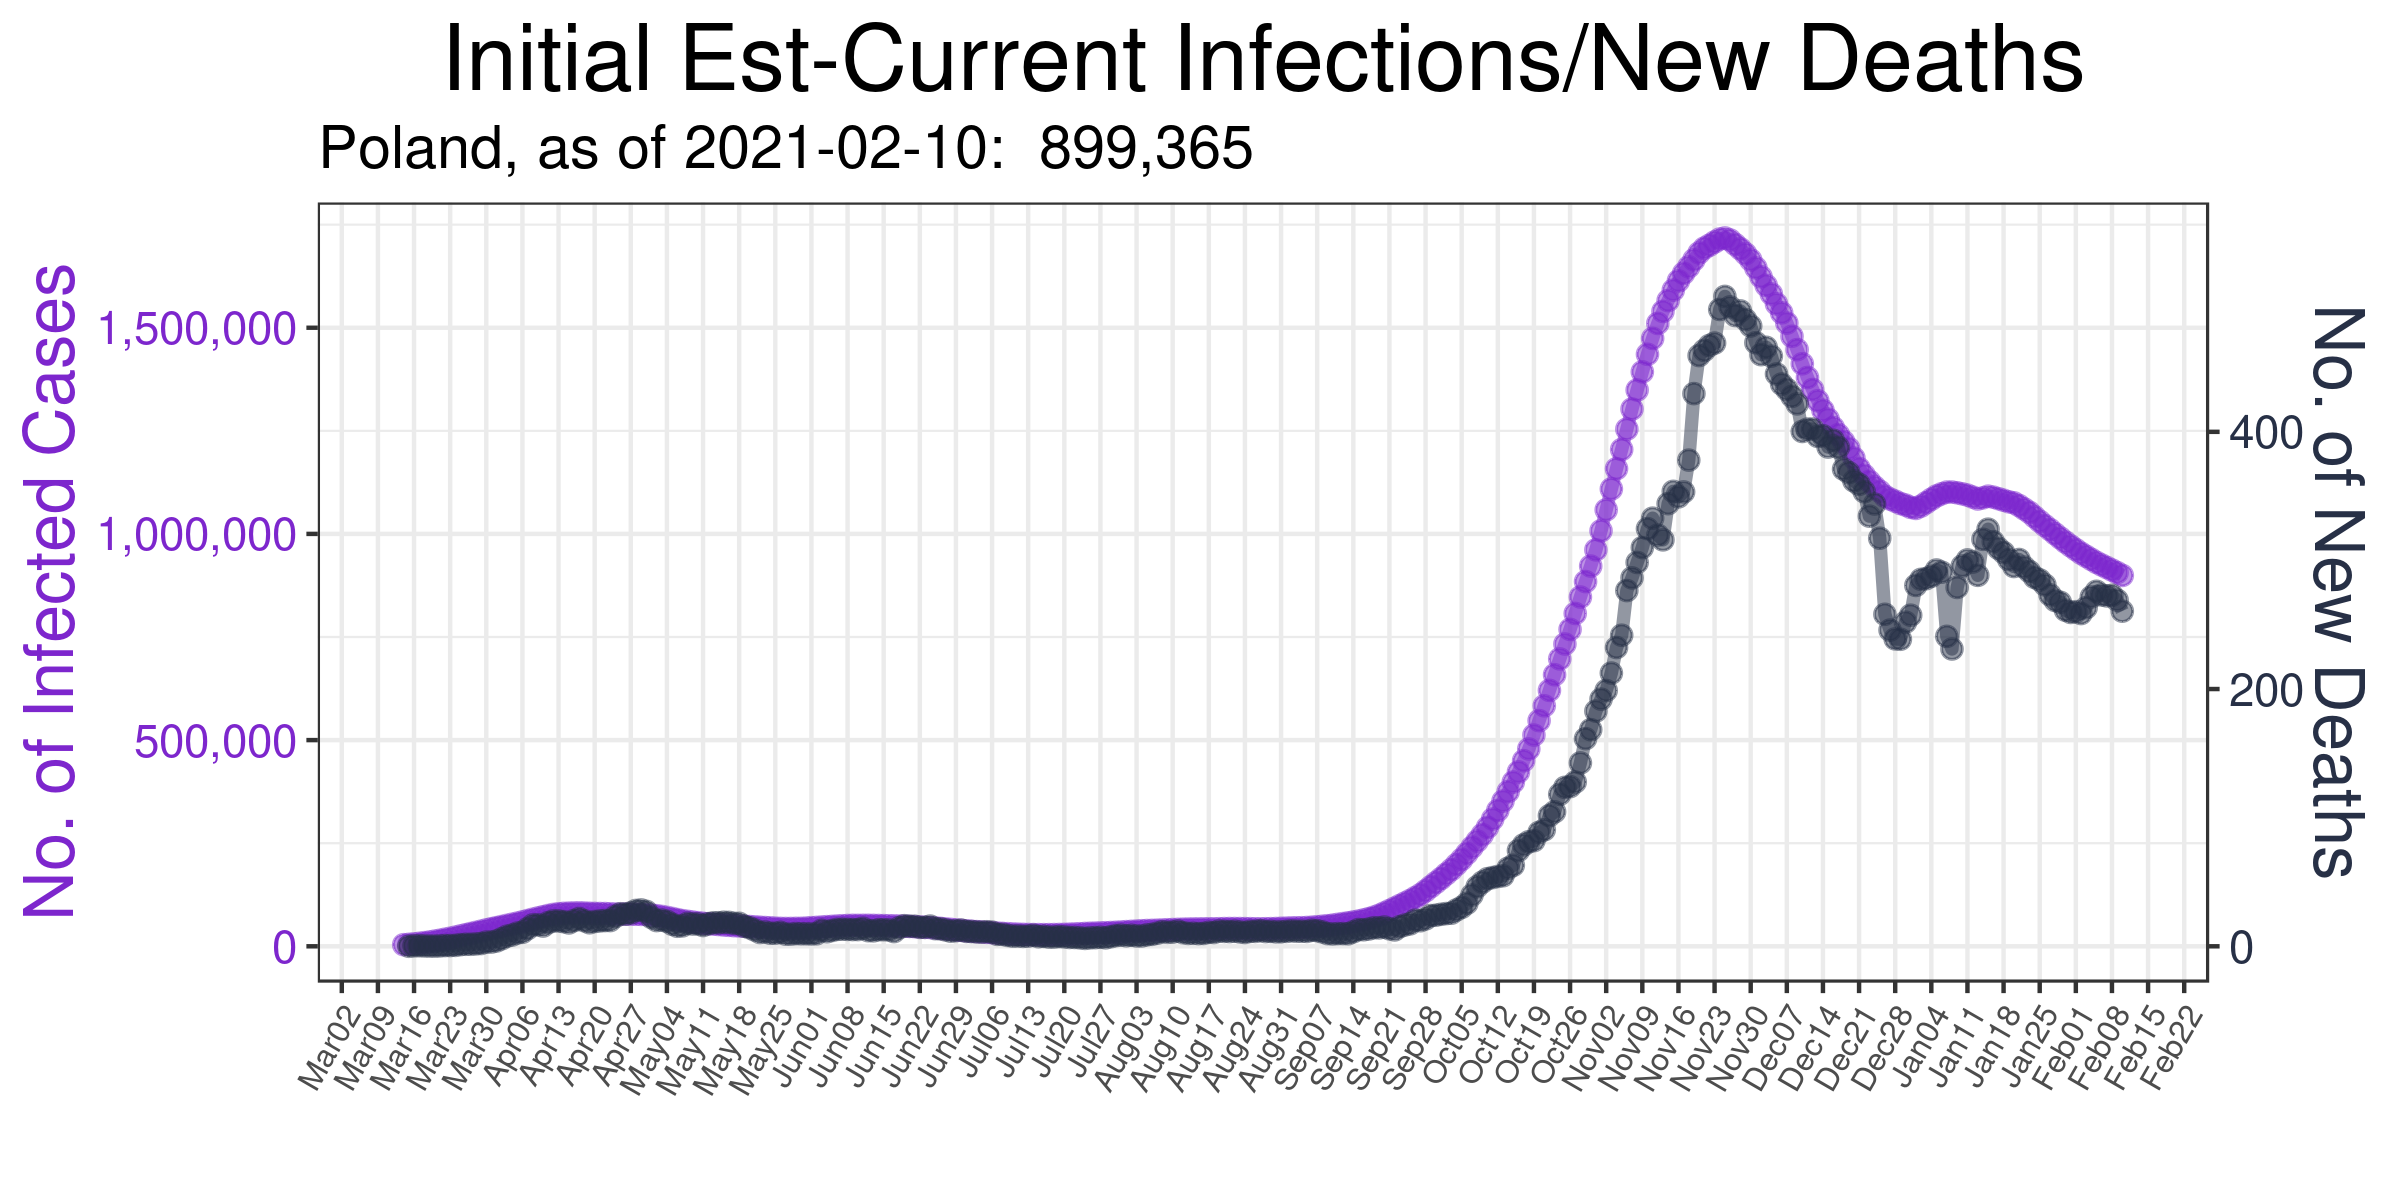 Initial Est-Current Infections/New Deaths
Poland, as of 2021-02-10:  899,365
No. of Infected Cases
1,500,000
1,000,000
500,000
0
400
200
0
No. of New Deaths
Mar02
Mar09
Mar16
Mar23
Mar30
Apr06
Apr13
Apr20
Apr27
May04
May11
May18
May25
Jun01
Jun08
Jun15
Jun22
Jun29
Jul06
Jul13
Jul20
Jul27
Aug03
Aug10
Aug17
Aug24
Aug31
Sep07
Sep14
Sep21
Sep28
Oct05
Oct12
Oct19
Oct26
Nov02
Nov09
Nov16
Nov23
Nov30
Dec07
Dec14
Dec21
Dec28
Jan04
Jan11
Jan18
Jan25
Feb01
Feb08
Feb15
Feb22